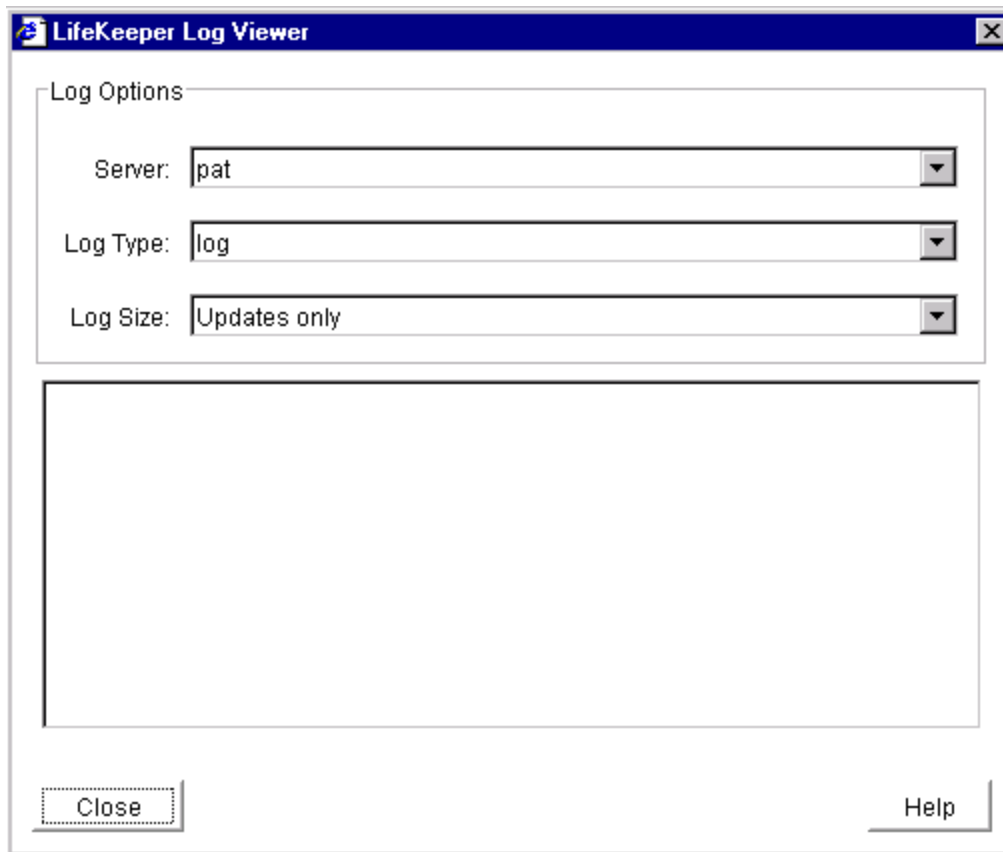 LifeKeeper Log Viewer
Log Options
Server: pat
Log Type: log
Log Size: Updates only
Close Help